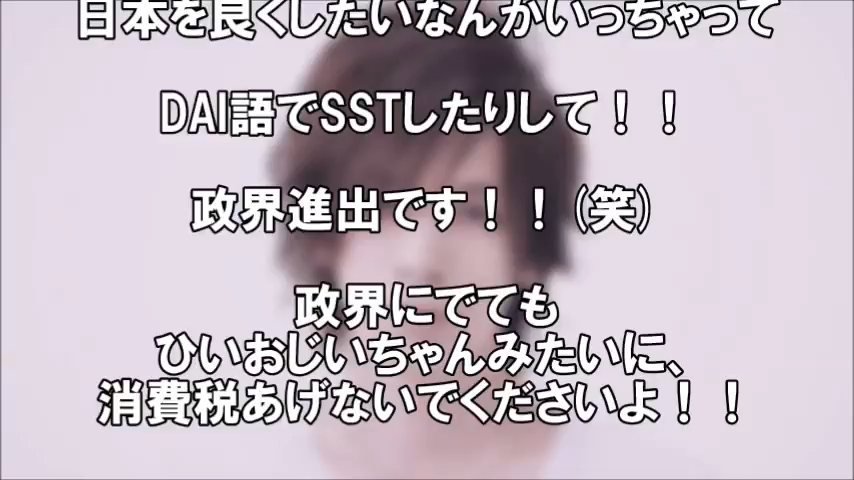 日本を良くしたいなんかいっちゃって
DAI語でSSTしたりして！！
政界進出です！！(笑)
政界にでても
ひいおじいちゃんみたいに、
消費税あげないでくださいよ！！